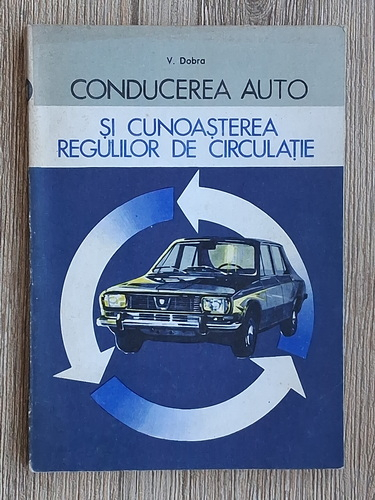 V. Dobra
CONDUCEREA AUTO
ȘI CUNOAȘTEREA
REGULILOR DE CIRCULAȚIE